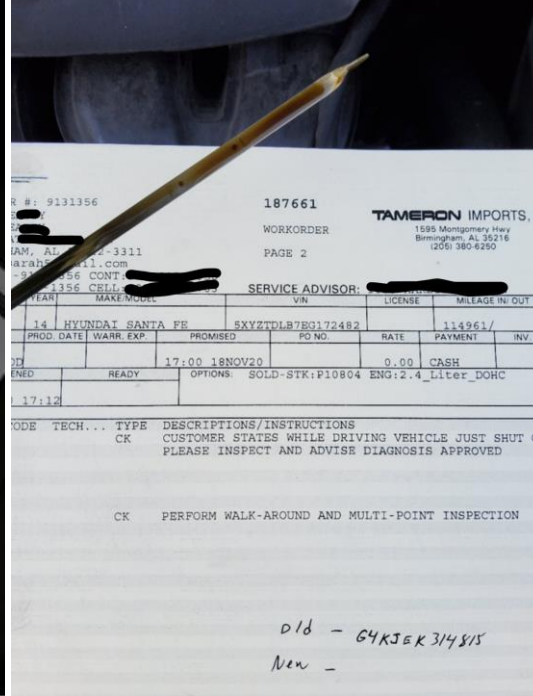 R #: 9131356
187661
TAMERON IMPORTS,
WORKORDER
1595 Montgomery Hwy
Birmingham, AL 35216
(205) 380-6250
PAGE 2
-3311
CONT:
1356 CELL:
SERVICE ADVISOR:
YEAR MAKE/MODEL VIN LICENSE MILEAGE IN/ OUT
14 HYUNDAI SANTA FE 5XYZTDLB7EG172482 114961/
PROD. DATE WARR. EXP. PROMISED PO NO. RATE PAYMENT INV.
17:00 18NOV20 0.00 CASH
READY OPTIONS: SOLD-STK:P10804 ENG:2.4_Liter_DOHC
17:12
TECH... TYPE DESCRIPTIONS/INSTRUCTIONS
CK CUSTOMER STATES WHILE DRIVING VEHICLE JUST SHUT
PLEASE INSPECT AND ADVISE DIAGNOSIS APPROVED
CK PERFORM WALK-AROUND AND MULTI-POINT INSPECTION
Old - G4KJEK314815
New -